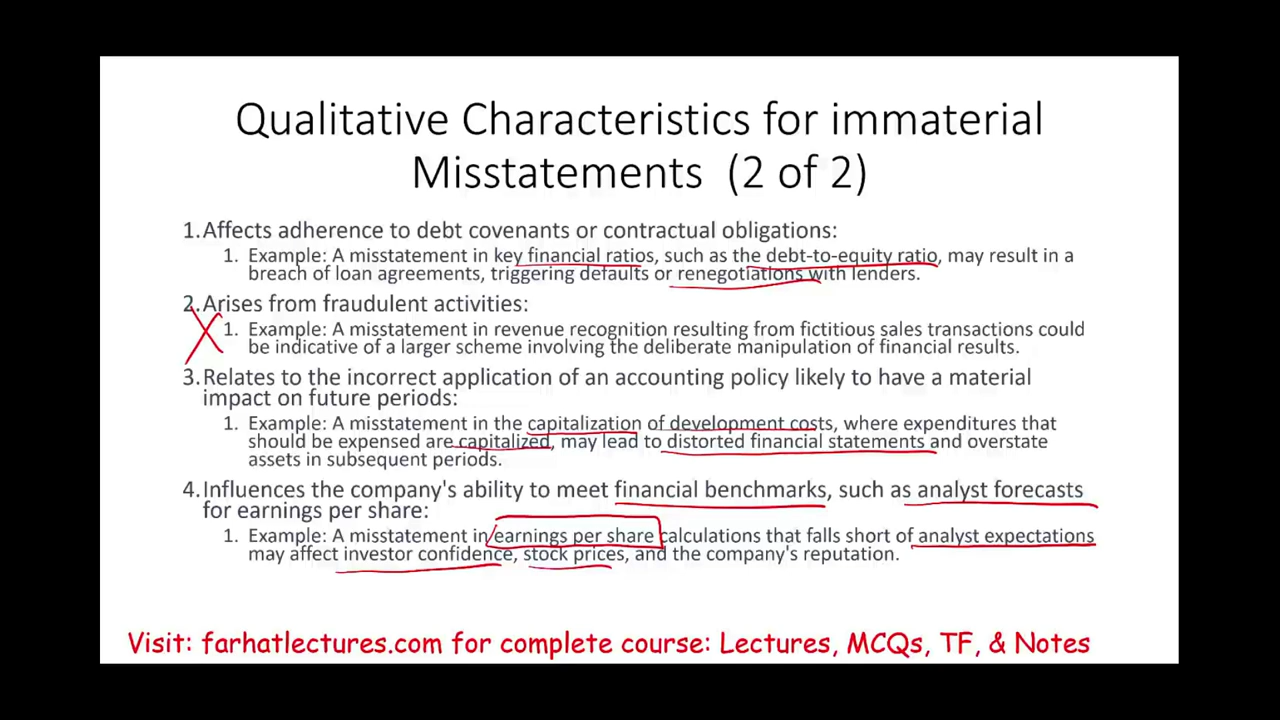 Qualitative Characteristics for immaterial
Misstatements (2 of 2)
1. Affects adherence to debt covenants or contractual obligations:
1. Example: A misstatement in key financial ratios, such as the debt-to-equity ratio, may result in a
breach of loan agreements, triggering defaults or renegotiations with lenders.
2. Arises from fraudulent activities:
1. Example: A misstatement in revenue recognition resulting from fictitious sales transactions could
be indicative of a larger scheme involving the deliberate manipulation of financial results.
3. Relates to the incorrect application of an accounting policy likely to have a material
impact on future periods:
1. Example: A misstatement in the capitalization of development costs, where expenditures that
should be expensed are capitalized, may lead to distorted financial statements and overstate
assets in subsequent periods.
4. Influences the company's ability to meet financial benchmarks, such as analyst forecasts
for earnings per share:
1. Example: A misstatement in earnings per share calculations that falls short of analyst expectations
may affect investor confidence, stock prices, and the company's reputation.
Visit: farhatlectures.com for complete course: Lectures, MCQs, TF, & Notes